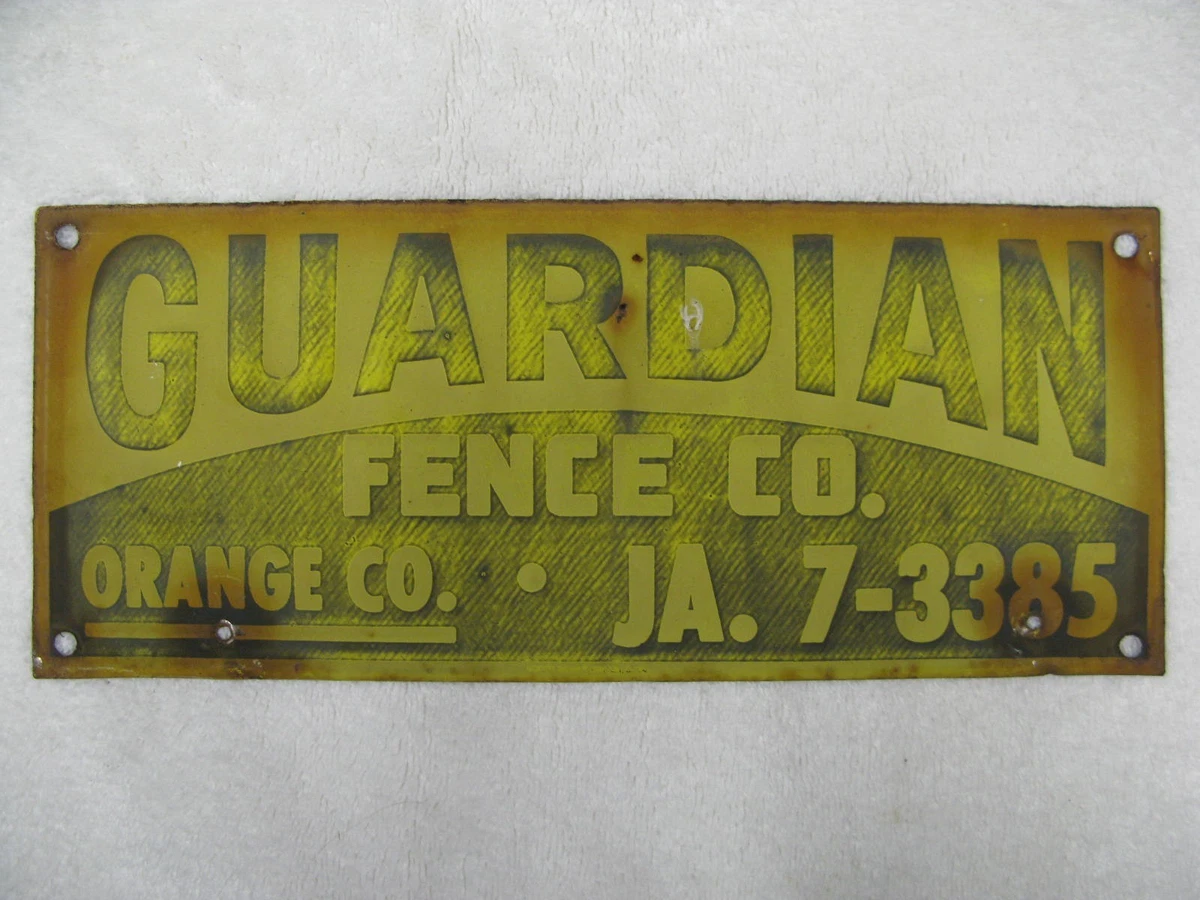 GUARDIAN
FENCE CO.
ORANGE CO. • JA. 7-3385